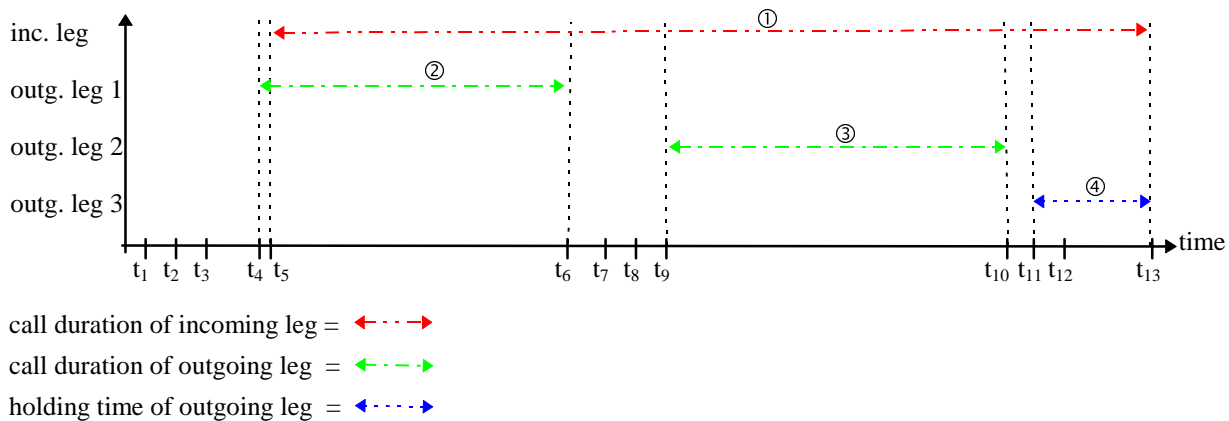 inc. leg ①
outg. leg 1 ②
outg. leg 2 ③
outg. leg 3 ④
time
t1 t2 t3 t4 t5 t6 t7 t8 t9 t10 t11 t12 t13
call duration of incoming leg =
call duration of outgoing leg =
holding time of outgoing leg =